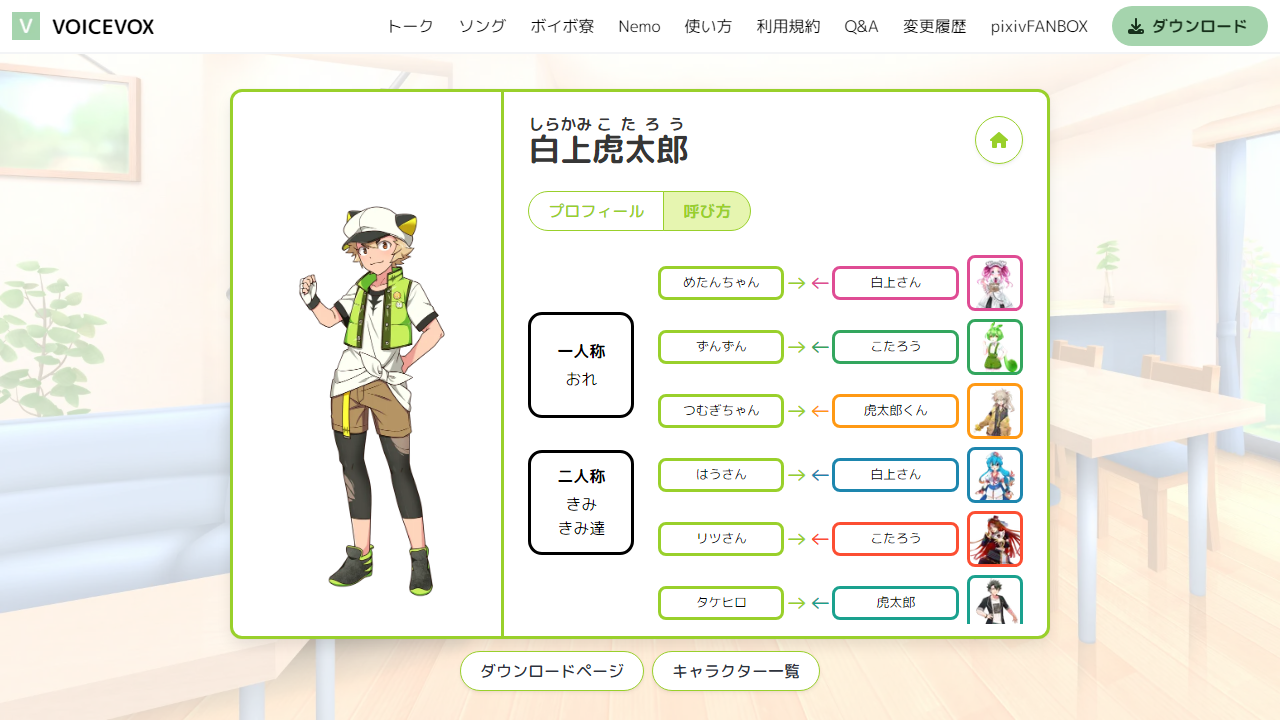 V VOICEVOX トーク ソング ボイボ寮 Nemo 使い方 利用規約 Q&A 変更履歴 pixivFANBOX ダウンロード
しらかみ こたろう
白上虎太郎
プロフィール 呼び方
一人称
おれ
二人称
きみ
きみ達
めたんちゃん → ← 白上さん
ずんずん → ← こたろう
つむぎちゃん → ← 虎太郎くん
はうさん → ← 白上さん
リツさん → ← こたろう
タケヒロ → ← 虎太郎
ダウンロードページ キャラクター一覧